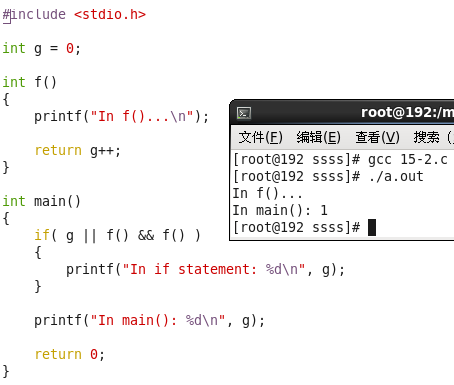 #include <stdio.h>
int g = 0;
int f()
{
printf("In f()...\n");
return g++;
}
int main()
{
if( g || f() && f() )
{
printf("In if statement: %d\n", g);
}
printf("In main(): %d\n", g);
return 0;
}
root@192:/m
文件(F) 编辑(E) 查看(V) 搜索 (
[root@192 ssss]# gcc 15-2.c
[root@192 ssss]# ./a.out
In f()...
In main(): 1
[root@192 ssss]#